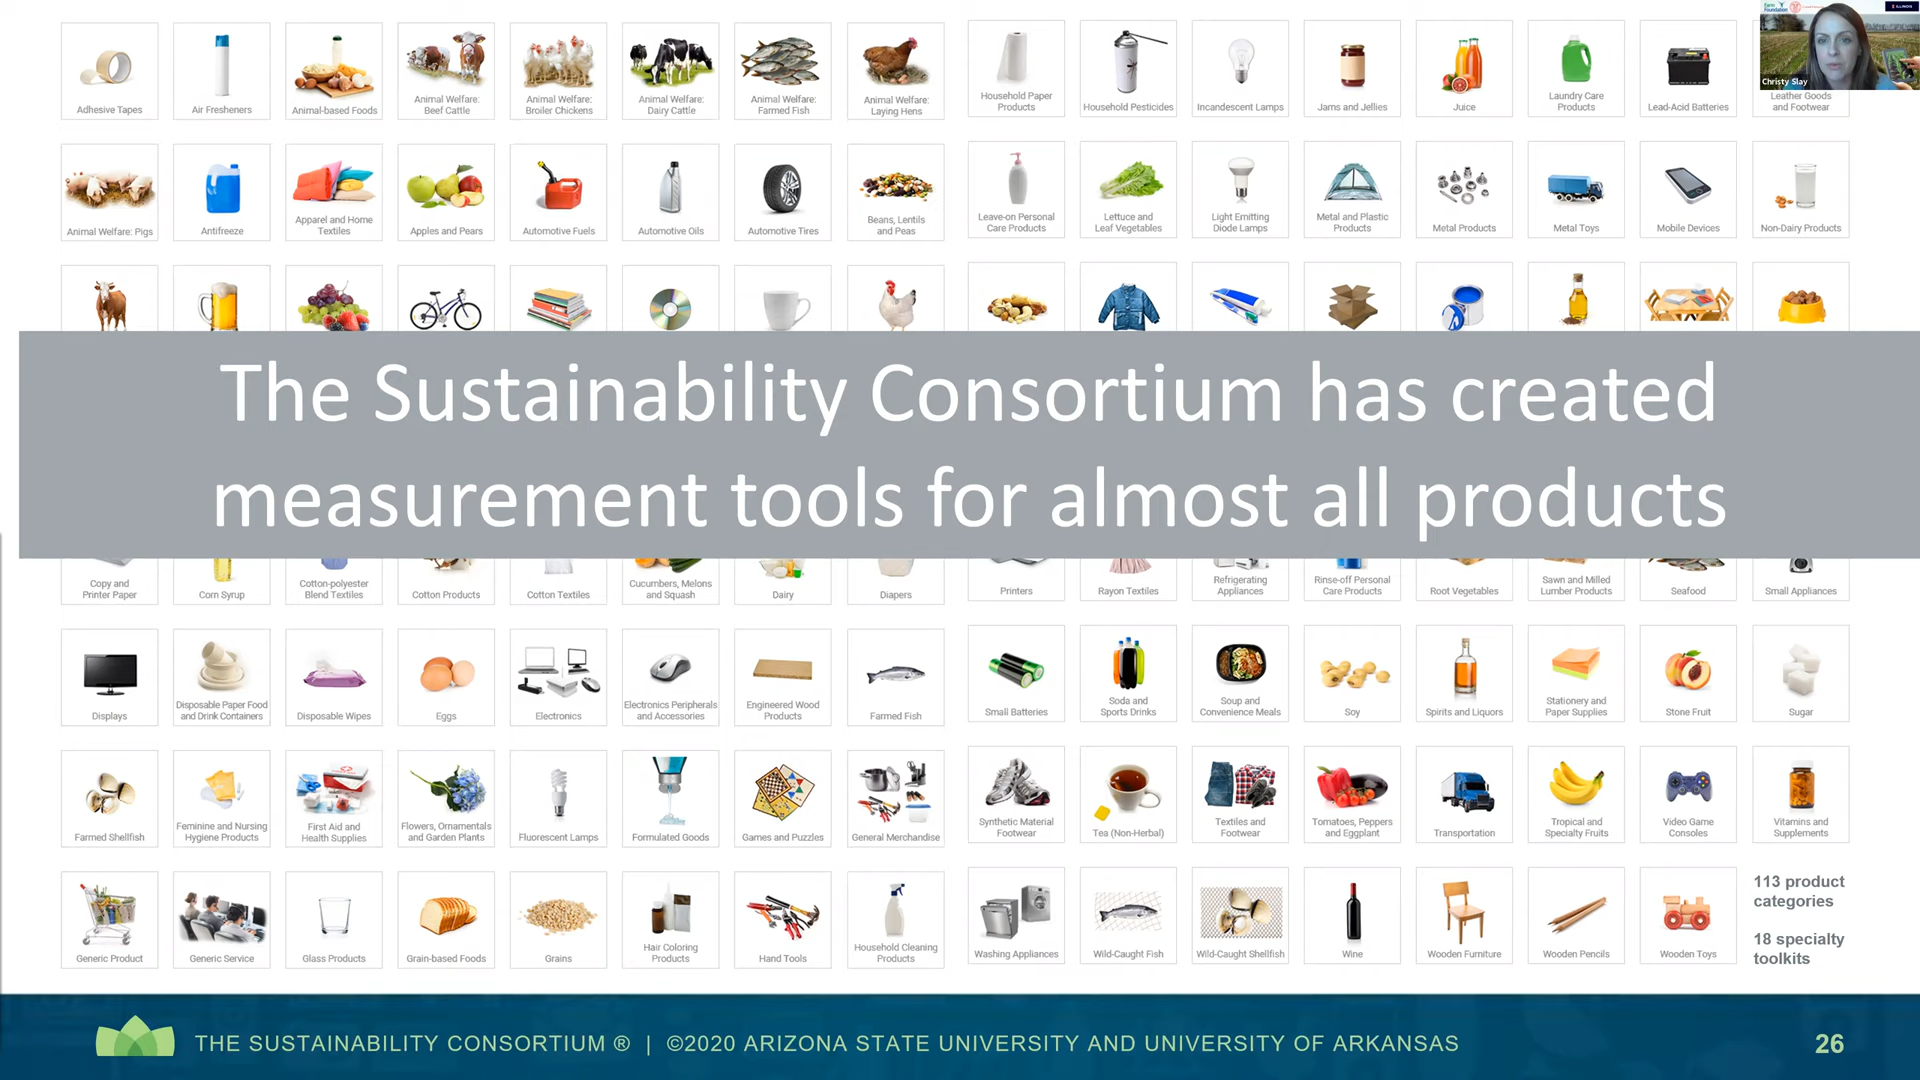 Adhesive Tapes
Air Fresheners
Animal-based Foods
Animal Welfare:
Beef Cattle
Animal Welfare:
Broiler Chickens
Animal Welfare:
Dairy Cattle
Animal Welfare:
Farmed Fish
Animal Welfare:
Laying Hens
Household Paper
Products
Household Pesticides
Incandescent Lamps
Jams and Jellies
Juice
Laundry Care
Products
Lead-Acid Batteries
Leather Goods
and Footwear
Farm
Foundation
ILLINOIS
Christy Slay
Animal Welfare: Pigs
Antifreeze
Apparel and Home
Textiles
Apples and Pears
Automotive Fuels
Automotive Oils
Automotive Tires
Beans, Lentils
and Peas
Leave-on Personal
Care Products
Lettuce and
Leaf Vegetables
Light Emitting
Diode Lamps
Metal and Plastic
Products
Metal Products
Metal Toys
Mobile Devices
Non-Dairy Products
The Sustainability Consortium has created
measurement tools for almost all products
Copy and
Printer Paper
Corn Syrup
Cotton-polyester
Blend Textiles
Cotton Products
Cotton Textiles
Cucumbers, Melons
and Squash
Dairy
Diapers
Printers
Rayon Textiles
Refrigerating
Appliances
Rinse-off Personal
Care Products
Root Vegetables
Sawn and Milled
Lumber Products
Seafood
Small Appliances
Displays
Disposable Paper Food
and Drink Containers
Disposable Wipes
Eggs
Electronics
Electronics Peripherals
and Accessories
Engineered Wood
Products
Farmed Fish
Small Batteries
Soda and
Sports Drinks
Soup and
Convenience Meals
Soy
Spirits and Liquors
Stationery and
Paper Supplies
Stone Fruit
Sugar
Farmed Shellfish
Feminine and Nursing
Hygiene Products
First Aid and
Health Supplies
Flowers, Ornamentals
and Garden Plants
Fluorescent Lamps
Formulated Goods
Games and Puzzles
General Merchandise
Synthetic Material
Footwear
Tea (Non-Herbal)
Textiles and
Footwear
Tomatoes, Peppers
and Eggplant
Transportation
Tropical and
Specialty Fruits
Video Game
Consoles
Vitamins and
Supplements
Generic Product
Generic Service
Glass Products
Grain-based Foods
Grains
Hair Coloring
Products
Hand Tools
Household Cleaning
Products
Washing Appliances
Wild-Caught Fish
Wild-Caught Shellfish
Wine
Wooden Furniture
Wooden Pencils
Wooden Toys
113 product
categories
18 specialty
toolkits
THE SUSTAINABILITY CONSORTIUM ® | ©2020 ARIZONA STATE UNIVERSITY AND UNIVERSITY OF ARKANSAS
26